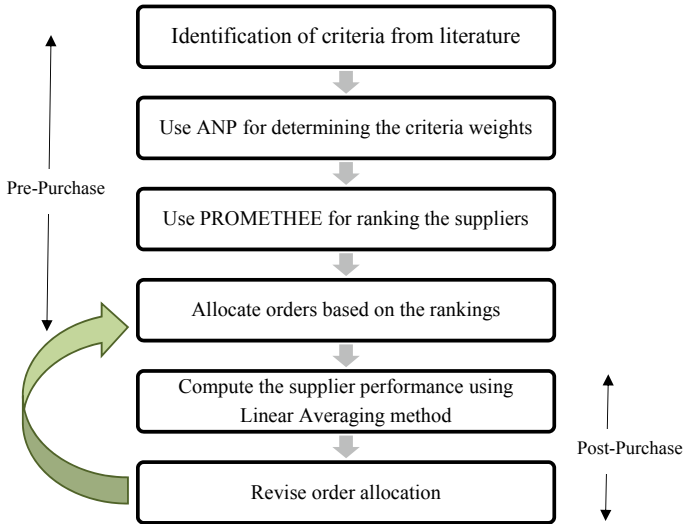 Identification of criteria from literature
Use ANP for determining the criteria weights
Pre-Purchase
Use PROMETHEE for ranking the suppliers
Allocate orders based on the rankings
Compute the supplier performance using
Linear Averaging method
Post-Purchase
Revise order allocation